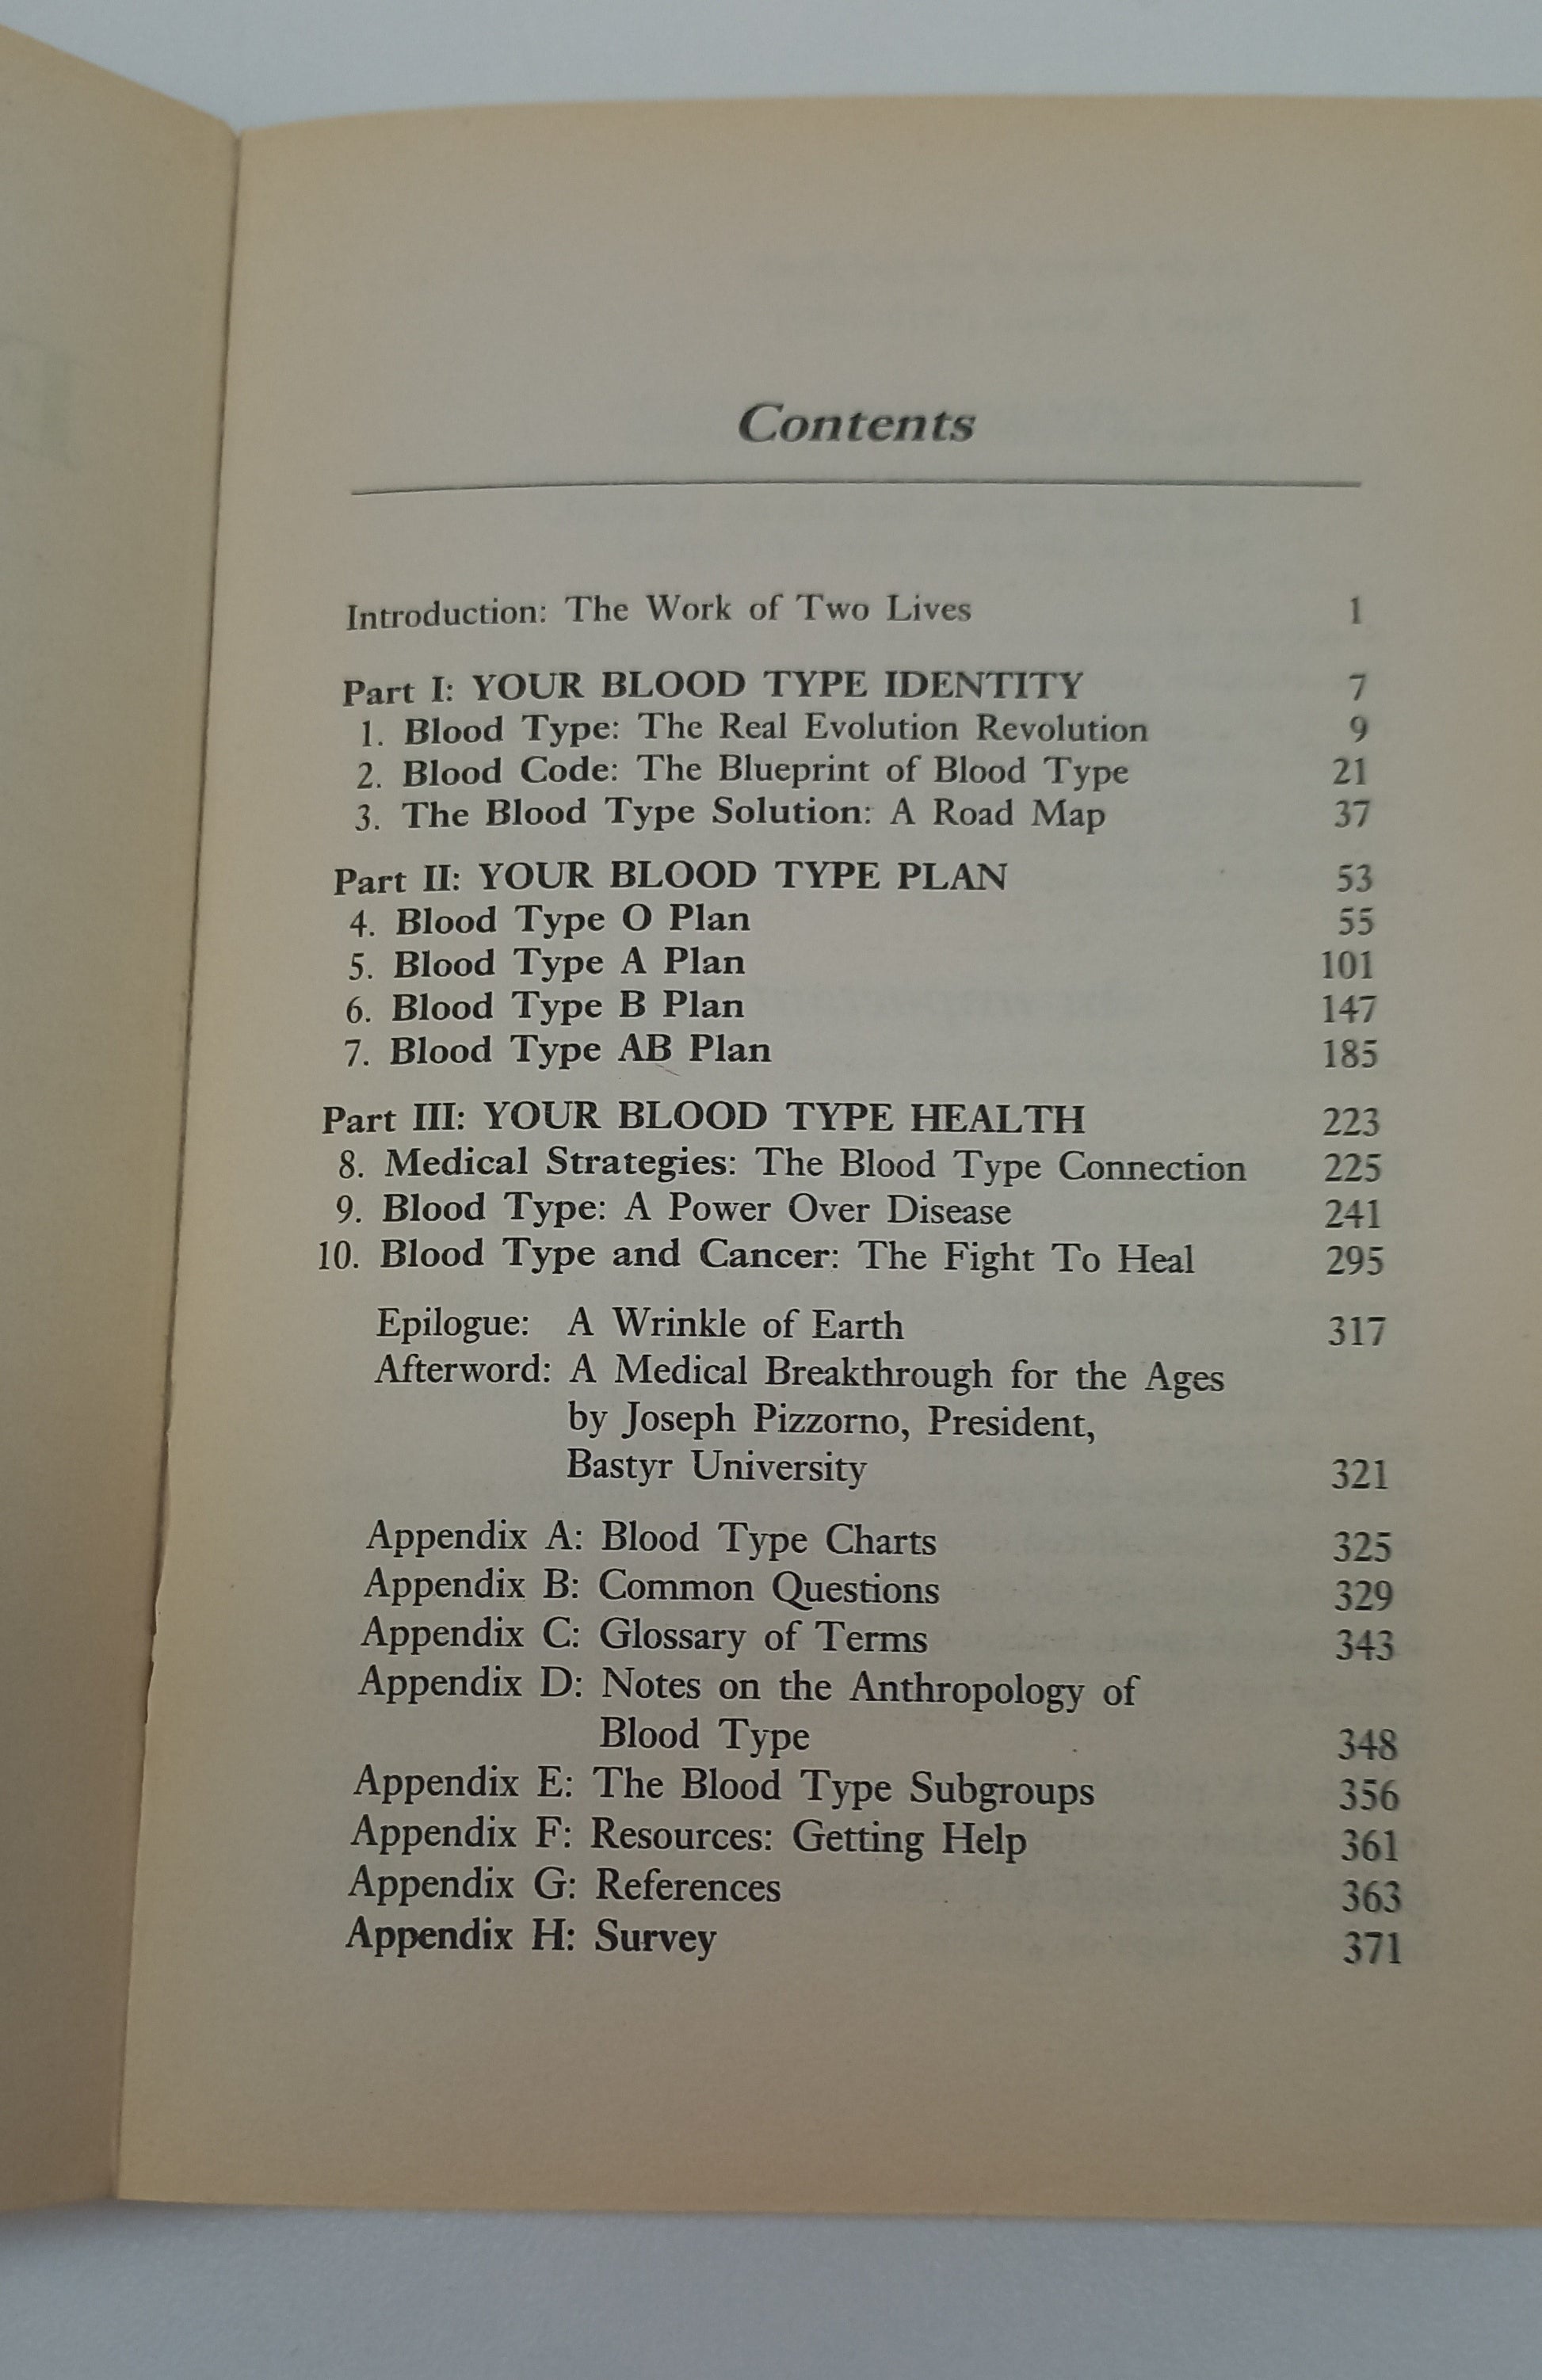 Contents
Introduction: The Work of Two Lives 1
Part I: YOUR BLOOD TYPE IDENTITY 7
1. Blood Type: The Real Evolution Revolution 9
2. Blood Code: The Blueprint of Blood Type 21
3. The Blood Type Solution: A Road Map 37
Part II: YOUR BLOOD TYPE PLAN 53
4. Blood Type O Plan 55
5. Blood Type A Plan 101
6. Blood Type B Plan 147
7. Blood Type AB Plan 185
Part III: YOUR BLOOD TYPE HEALTH 223
8. Medical Strategies: The Blood Type Connection 225
9. Blood Type: A Power Over Disease 241
10. Blood Type and Cancer: The Fight To Heal 295
Epilogue: A Wrinkle of Earth 317
Afterword: A Medical Breakthrough for the Ages
by Joseph Pizzorno, President,
Bastyr University 321
Appendix A: Blood Type Charts 325
Appendix B: Common Questions 329
Appendix C: Glossary of Terms 343
Appendix D: Notes on the Anthropology of
Blood Type 348
Appendix E: The Blood Type Subgroups 356
Appendix F: Resources: Getting Help 361
Appendix G: References 363
Appendix H: Survey 371